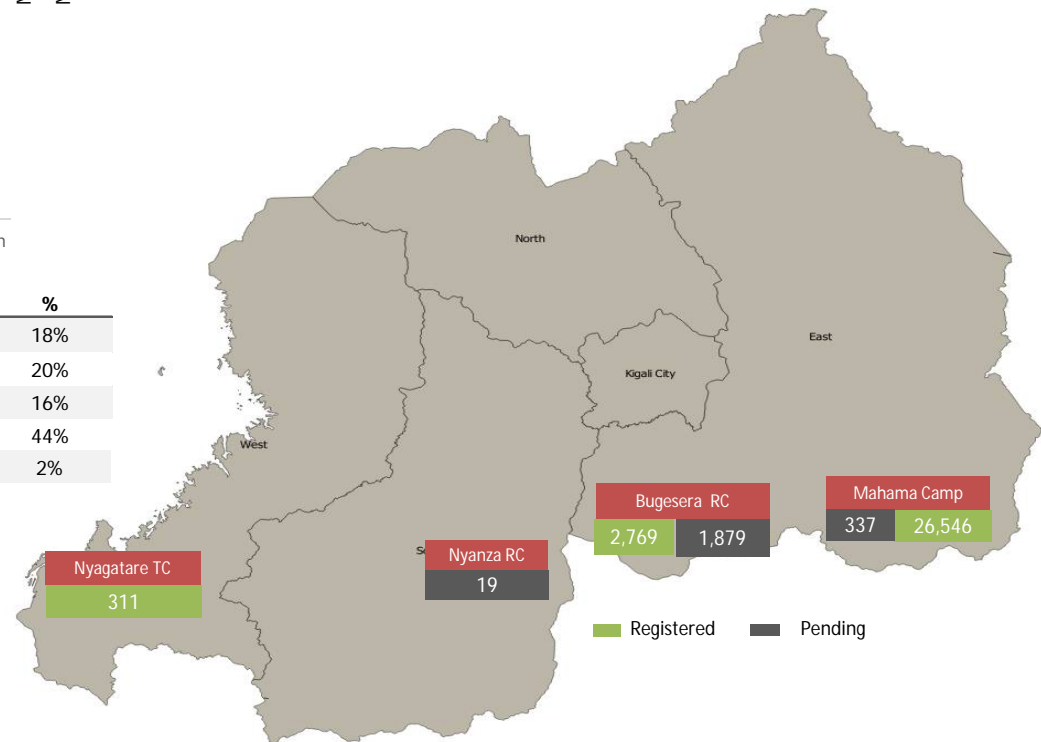 North
%
18%
20%
16%
44%
2%
East
Kigali City
West
Bugesera RC
2,769 1,879
Mahama Camp
337 26,546
Nyanza RC
19
Nyagatare TC
311
Registered Pending